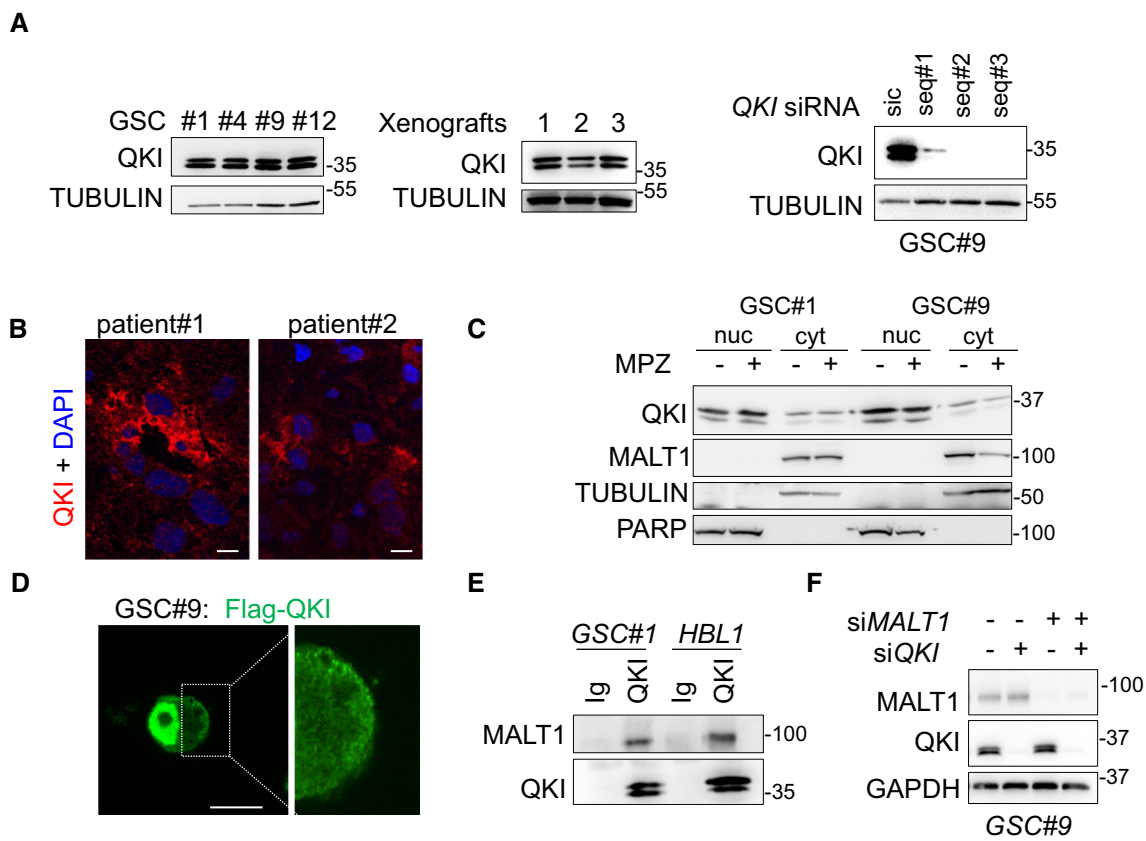 A
GSC #1 #4 #9 #12
QKI
-35
-55
TUBULIN
Xenografts 1 2 3
QKI
-35
-55
TUBULIN
QKI siRNA sic seq#1 seq#2 seq#3
QKI
-35
TUBULIN
-55
GSC#9
B
patient#1 patient#2
QKI + DAPI
C
GSC#1 GSC#9
nuc cyt nuc cyt
MPZ - + - + - + - +
QKI
-37
MALT1
-100
TUBULIN
-50
PARP
-100
D
GSC#9: Flag-QKI
E
GSC#1 HBL1
Ig QKI Ig QKI
MALT1
-100
QKI
-35
F
siMALT1 - - + +
siQKI - + - +
MALT1
-100
QKI
-37
GAPDH
-37
GSC#9